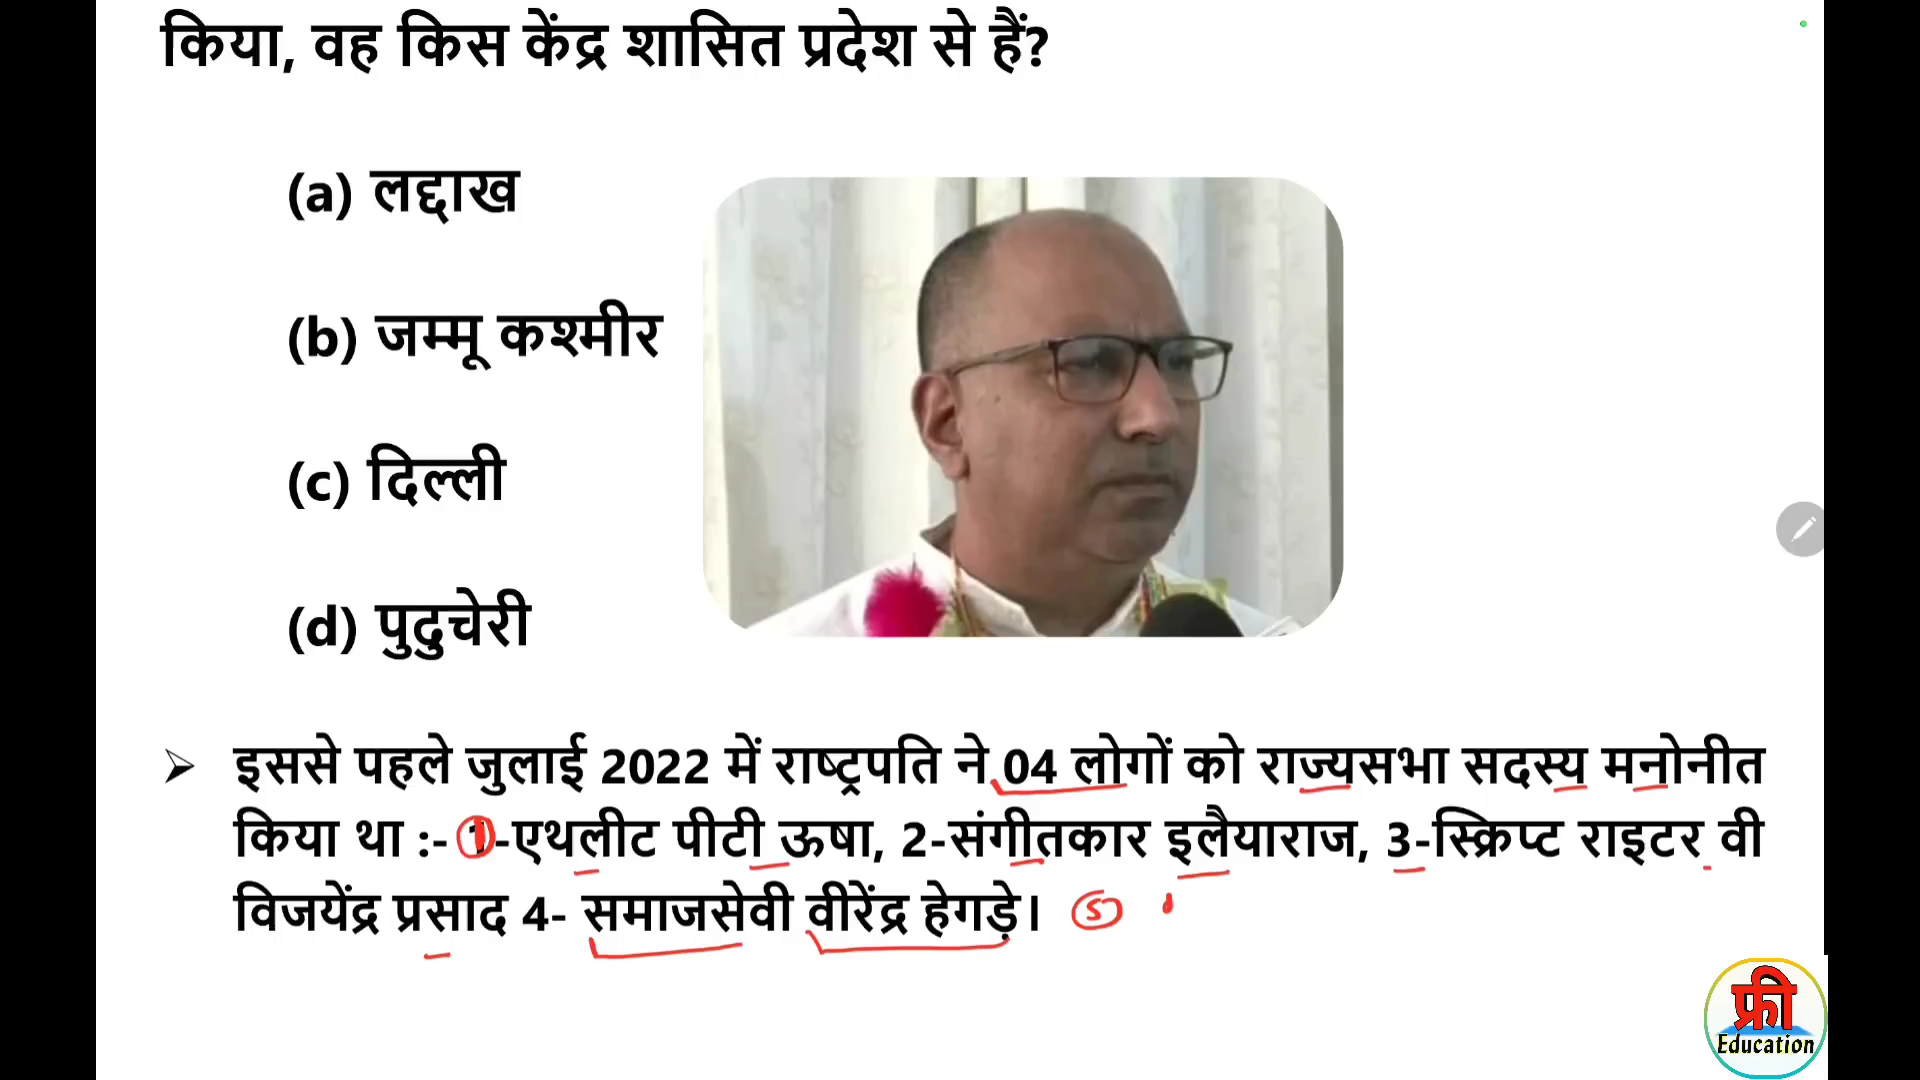 किया, वह किस केंद्र शासित प्रदेश से हैं?
(a) लद्दाख
(b) जम्मू कश्मीर
(c) दिल्ली
(d) पुदुचेरी
➢ इससे पहले जुलाई 2022 में राष्ट्रपति ने 04 लोगों को राज्यसभा सदस्य मनोनीत
किया था :- 1-एथलीट पीटी ऊषा, 2-संगीतकार इलैयाराज, 3-स्क्रिप्ट राइटर वी
विजयेंद्र प्रसाद 4- समाजसेवी वीरेंद्र हेगड़े। 5
फ्री
Education